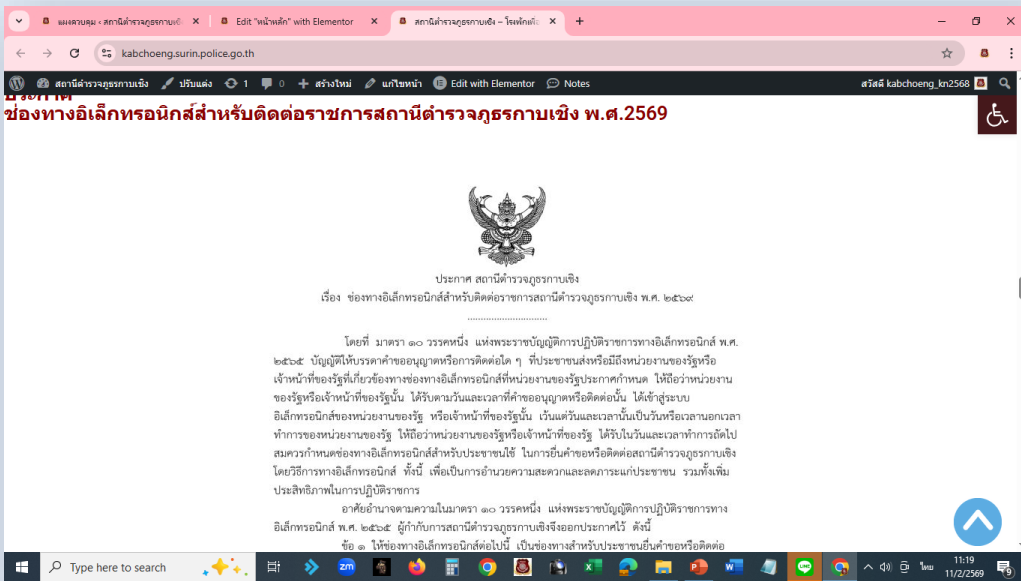 แผงควบคุม ‹ สถานีตำรวจภูธรกาบเชิ
Edit "หน้าหลัก" with Elementor
สถานีตำรวจภูธรกาบเชิง – โรงพักเพื่
kabchoeng.surin.police.go.th
สถานีตำรวจภูธรกาบเชิง ปรับแต่ง 1 0 สร้างใหม่ แก้ไขหน้า Edit with Elementor Notes สวัสดี kabchoeng_kn2568
ประกาศ
ช่องทางอิเล็กทรอนิกส์สำหรับติดต่อราชการสถานีตำรวจภูธรกาบเชิง พ.ศ.2569
ประกาศ สถานีตำรวจภูธรกาบเชิง
เรื่อง ช่องทางอิเล็กทรอนิกส์สำหรับติดต่อราชการสถานีตำรวจภูธรกาบเชิง พ.ศ. ๒๕๖๙
............................
โดยที่ มาตรา ๑๐ วรรคหนึ่ง แห่งพระราชบัญญัติการปฏิบัติราชการทางอิเล็กทรอนิกส์ พ.ศ.
๒๕๖๕ บัญญัติให้บรรดาคำขออนุญาตหรือการติดต่อใด ๆ ที่ประชาชนส่งหรือมีถึงหน่วยงานของรัฐหรือ
เจ้าหน้าที่ของรัฐที่เกี่ยวข้องทางช่องทางอิเล็กทรอนิกส์ที่หน่วยงานของรัฐประกาศกำหนด ให้ถือว่าหน่วยงาน
ของรัฐหรือเจ้าหน้าที่ของรัฐนั้น ได้รับตามวันและเวลาที่คำขออนุญาตหรือติดต่อนั้น ได้เข้าสู่ระบบ
อิเล็กทรอนิกส์ของหน่วยงานของรัฐ หรือเจ้าหน้าที่ของรัฐนั้น เว้นแต่วันและเวลานั้นเป็นวันหรือเวลานอกเวลา
ทำการของหน่วยงานของรัฐ ให้ถือว่าหน่วยงานของรัฐหรือเจ้าหน้าที่ของรัฐ ได้รับในวันและเวลาทำการถัดไป
สมควรกำหนดช่องทางอิเล็กทรอนิกส์สำหรับประชาชนใช้ ในการยื่นคำขอหรือติดต่อสถานีตำรวจภูธรกาบเชิง
โดยวิธีการทางอิเล็กทรอนิกส์ ทั้งนี้ เพื่อเป็นการอำนวยความสะดวกและลดภาระแก่ประชาชน รวมทั้งเพิ่ม
ประสิทธิภาพในการปฏิบัติราชการ
อาศัยอำนาจตามความในมาตรา ๑๐ วรรคหนึ่ง แห่งพระราชบัญญัติการปฏิบัติราชการทาง
อิเล็กทรอนิกส์ พ.ศ. ๒๕๖๕ ผู้กำกับการสถานีตำรวจภูธรกาบเชิงจึงออกประกาศไว้ ดังนี้
ข้อ ๑ ให้ช่องทางอิเล็กทรอนิกส์ต่อไปนี้ เป็นช่องทางสำหรับประชาชนยื่นคำขอหรือติดต่อ
Type here to search
zm
ไทย
11:19
11/2/2569
9